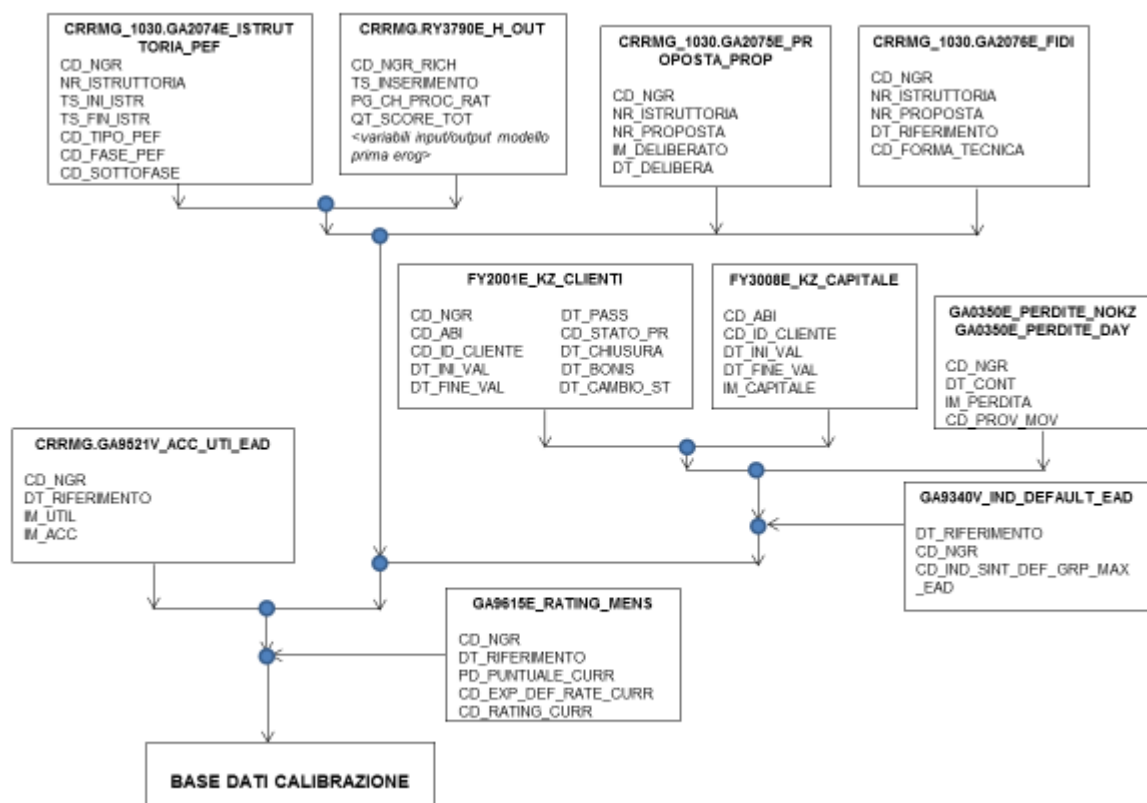 CRRMG_1030.GA2074E_ISTRUT
TORIA_PEF
CD_NGR
NR_ISTRUTTORIA
TS_INI_ISTR
TS_FIN_ISTR
CD_TIPO_PEF
CD_FASE_PEF
CD_SOTTOFASE
CRRMG.RY3790E_H_OUT
CD_NGR_RICH
TS_INSERIMENTO
PG_CH_PROC_RAT
QT_SCORE_TOT
<variabili input/output modello
prima erog>
CRRMG_1030.GA2075E_PR
OPOSTA_PROP
CD_NGR
NR_ISTRUTTORIA
NR_PROPOSTA
IM_DELIBERATO
DT_DELIBERA
CRRMG_1030.GA2076E_FIDI
CD_NGR
NR_ISTRUTTORIA
NR_PROPOSTA
DT_RIFERIMENTO
CD_FORMA_TECNICA
FY2001E_KZ_CLIENTI
CD_NGR
CD_ABI
CD_ID_CLIENTE
DT_INI_VAL
DT_FINE_VAL
DT_PASS
CD_STATO_PR
DT_CHIUSURA
DT_BONIS
DT_CAMBIO_ST
FY3008E_KZ_CAPITALE
CD_ABI
CD_ID_CLIENTE
DT_INI_VAL
DT_FINE_VAL
IM_CAPITALE
GA0350E_PERDITE_NOKZ
GA0350E_PERDITE_DAY
CD_NGR
DT_CONT
IM_PERDITA
CD_PROV_MOV
CRRMG.GA9521V_ACC_UTI_EAD
CD_NGR
DT_RIFERIMENTO
IM_UTIL
IM_ACC
GA9340V_IND_DEFAULT_EAD
DT_RIFERIMENTO
CD_NGR
CD_IND_SINT_DEF_GRP_MAX
_EAD
GA9615E_RATING_MENS
CD_NGR
DT_RIFERIMENTO
PD_PUNTUALE_CURR
CD_EXP_DEF_RATE_CURR
CD_RATING_CURR
BASE DATI CALIBRAZIONE